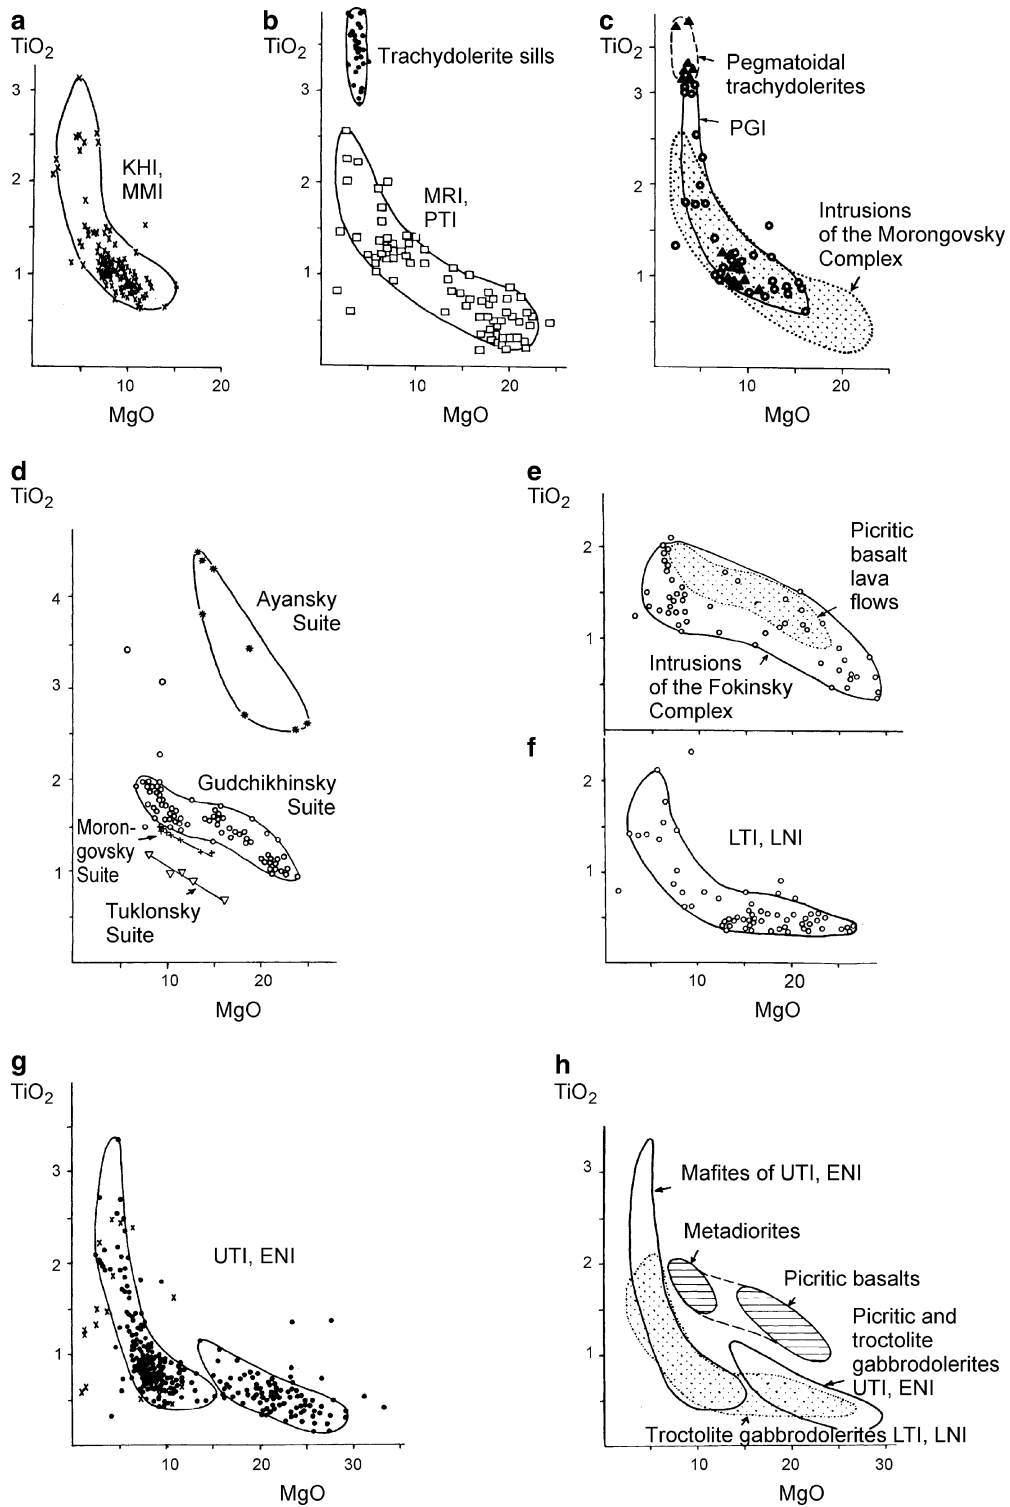 a
TiO2
3
2
1
KHI,
MMI
10
20
MgO
b
TiO2
3
2
1
Trachydolerite sills
MRI,
PTI
10
20
MgO
c
TiO2
3
2
1
Pegmatoidal
trachydolerites
PGI
Intrusions
of the Morongovsky
Complex
10
20
MgO
d
TiO2
4
3
2
1
Ayansky
Suite
Gudchikhinsky
Suite
Moron-
govsky
Suite
Tuklonsky
Suite
10
20
MgO
e
TiO2
2
1
Picritic
basalt
lava
flows
Intrusions
of the Fokinsky
Complex
f
2
1
LTI, LNI
10
20
MgO
g
TiO2
3
2
1
UTI, ENI
10
20
30
MgO
h
TiO2
3
2
1
Mafites of UTI, ENI
Metadiorites
Picritic basalts
Picritic and
troctolite
gabbrodolerites
UTI, ENI
Troctolite gabbrodolerites LTI, LNI
10
20
30
MgO